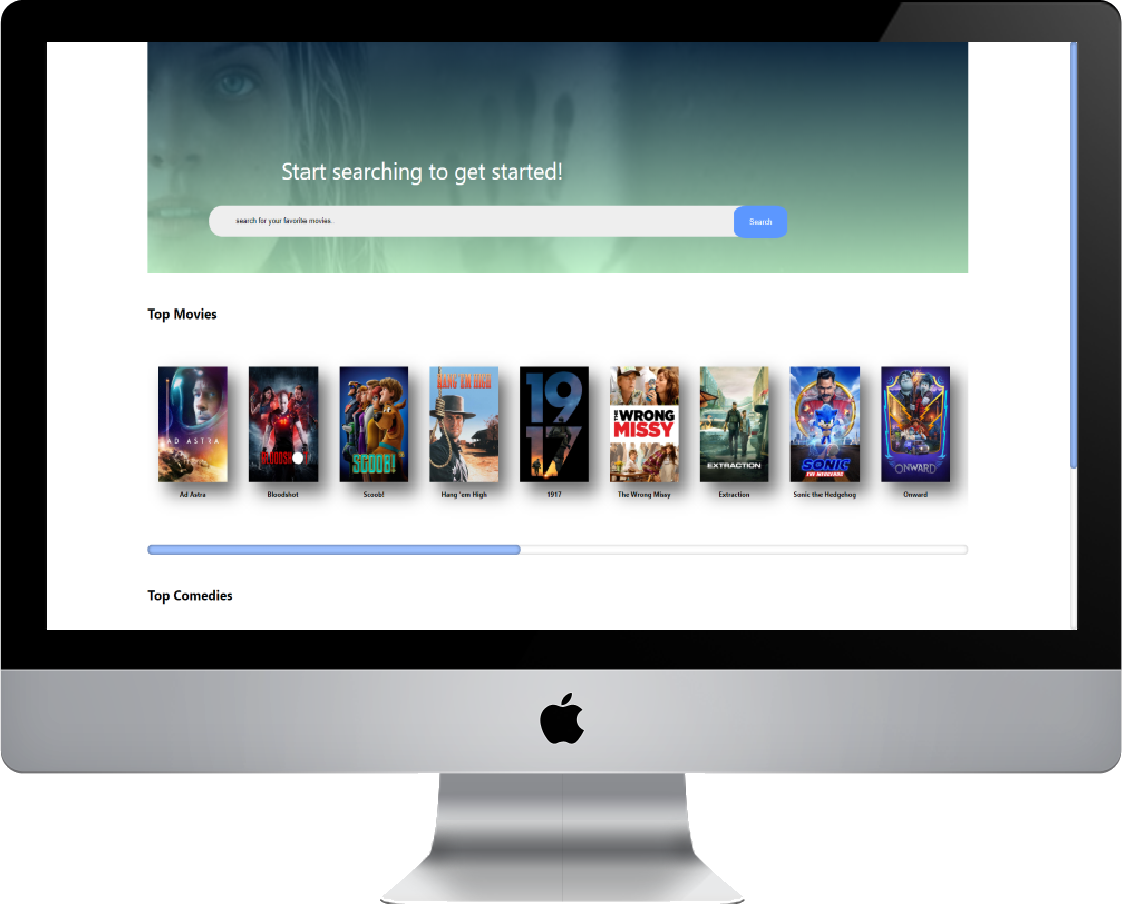 Start searching to get started!
search for your favorite movies..
Search
Top Movies
AD ASTRA
BLOODSHOT
SCOOB!
HANG 'EM HIGH
19
17
THE WRONG
MISSY
EXTRACTION
SONIC
THE HEDGEHOG
ONWARD
Ad Astra
Bloodshot
Scoob!
Hang 'em High
1917
The Wrong Missy
Extraction
Sonic the Hedgehog
Onward
Top Comedies